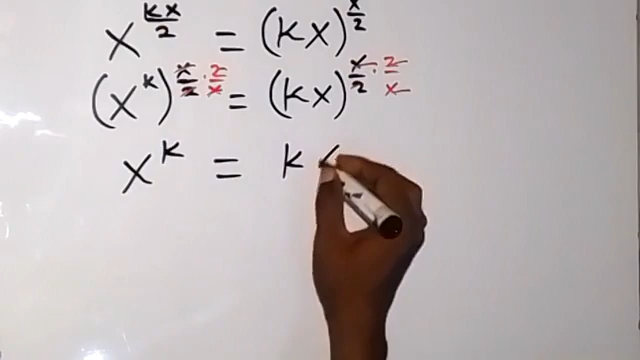 x^(kx/2) = (kx)^(x/2)
(x^k)^(x/2 · 2/x) = (kx)^(x/2 · 2/x)
x^k = k